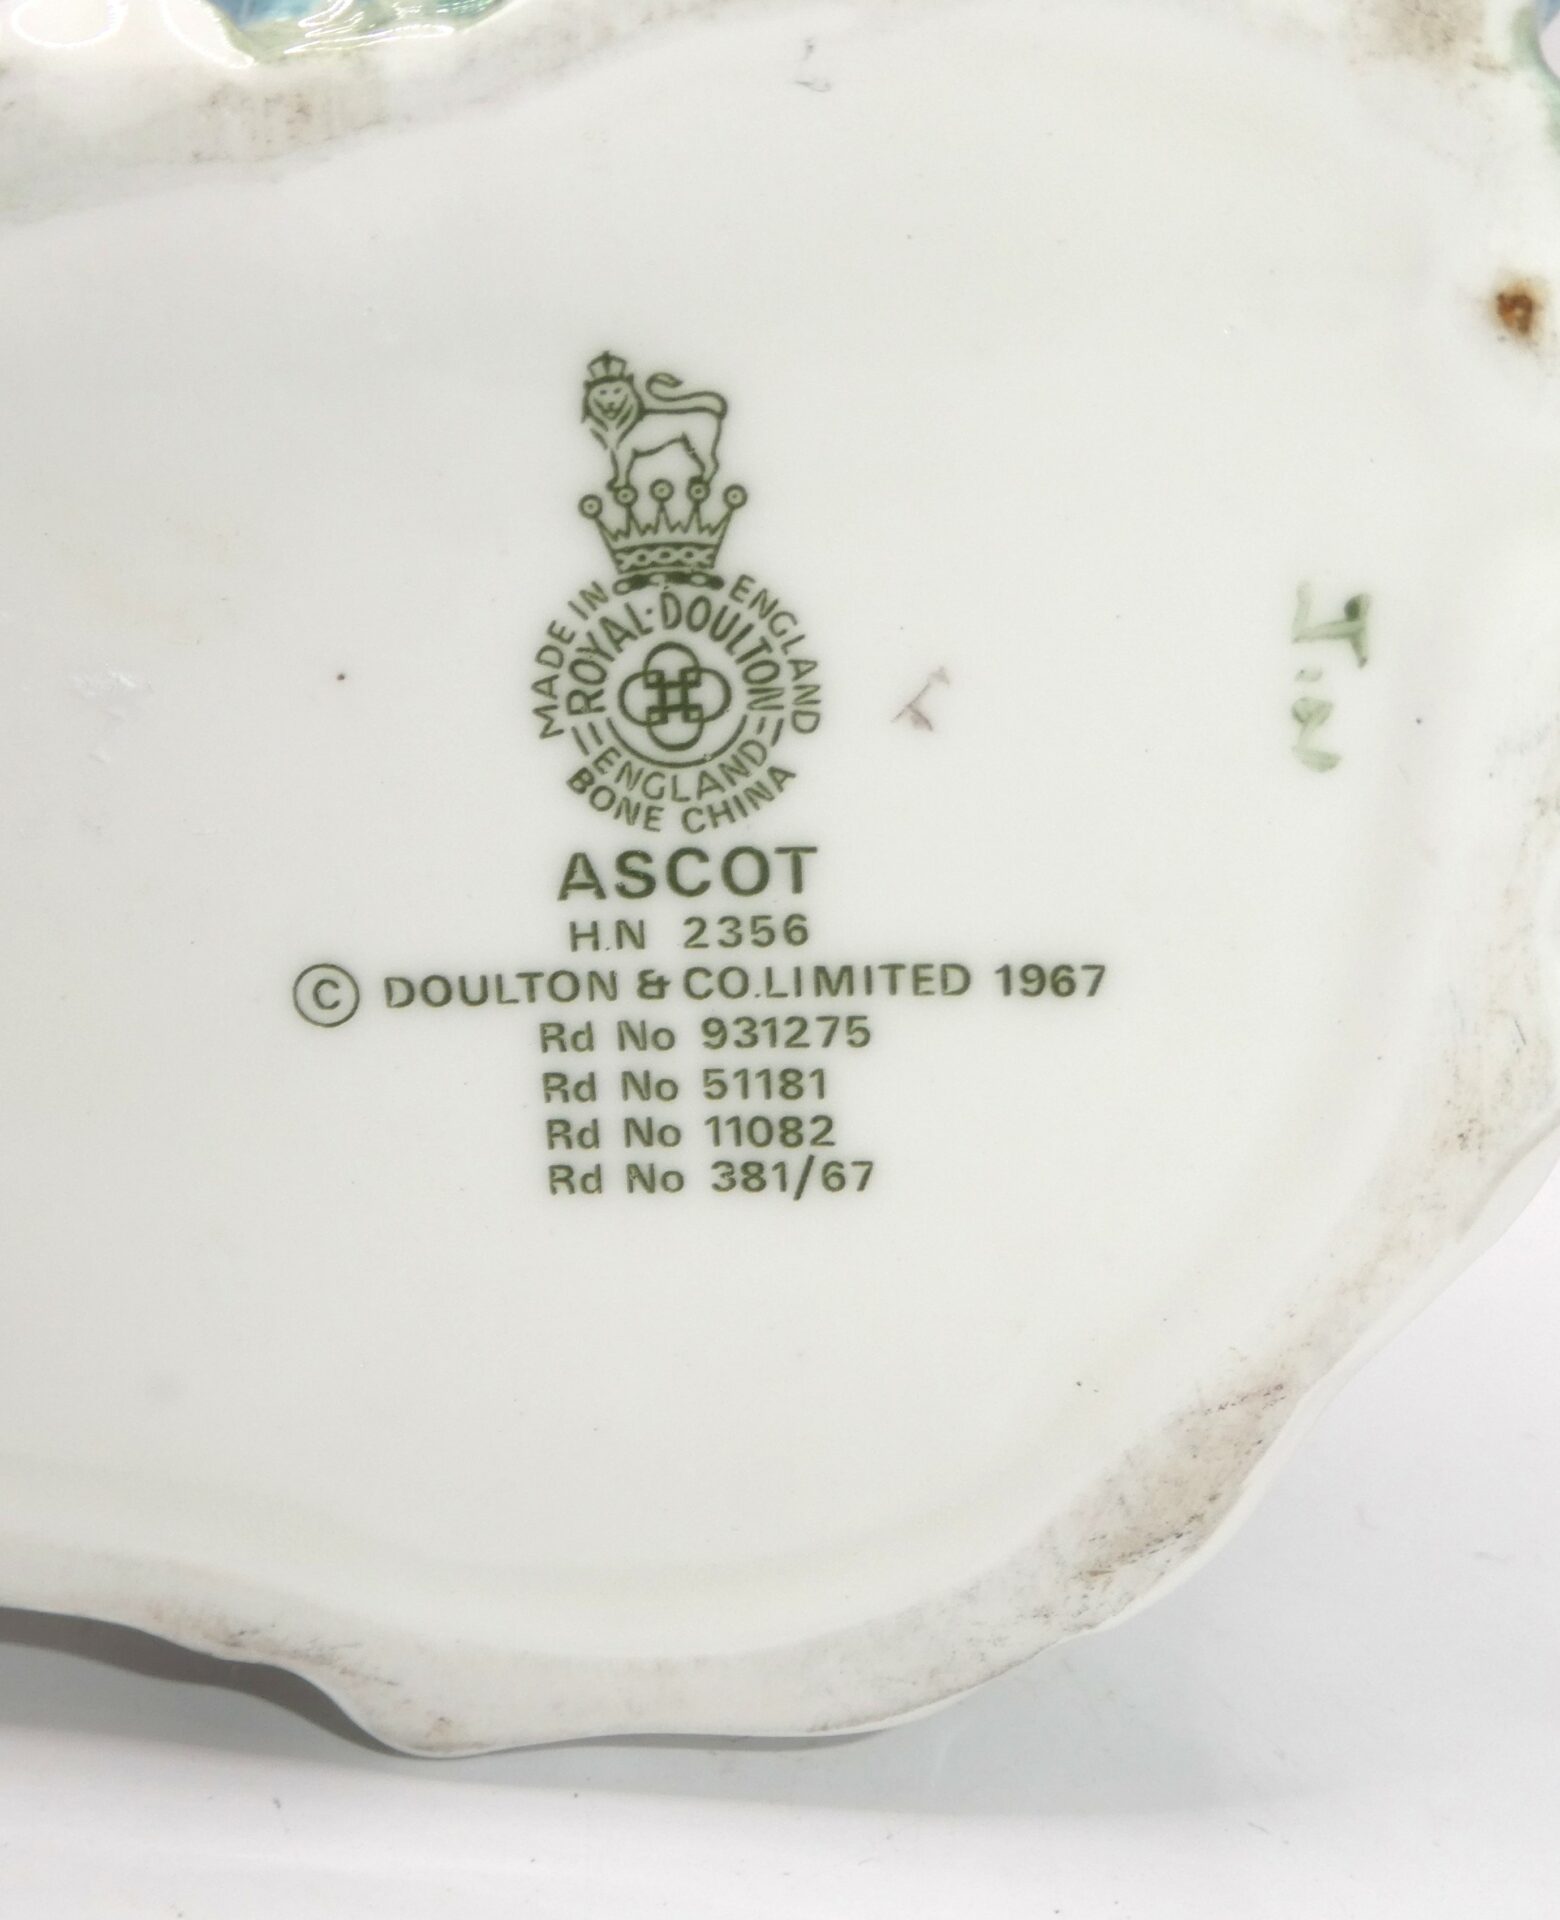 MADE IN ENGLAND
ROYAL·DOULTON
ENGLAND
BONE CHINA
ASCOT
H.N 2356
© DOULTON & CO.LIMITED 1967
Rd No 931275
Rd No 51181
Rd No 11082
Rd No 381/67